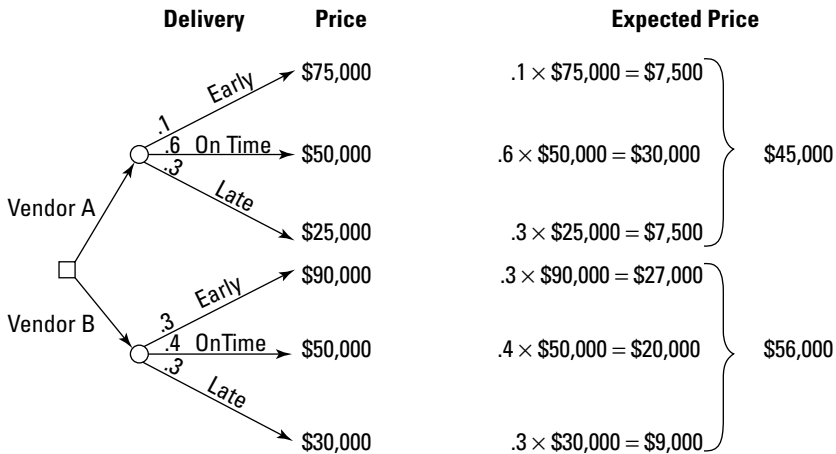 Delivery Price Expected Price
Early $75,000 .1 × $75,000 = $7,500
.1
.6 On Time $50,000 .6 × $50,000 = $30,000 $45,000
.3
Late
Vendor A
$25,000 .3 × $25,000 = $7,500
Early $90,000 .3 × $90,000 = $27,000
Vendor B
.3
.4 OnTime $50,000 .4 × $50,000 = $20,000 $56,000
.3
Late
$30,000 .3 × $30,000 = $9,000